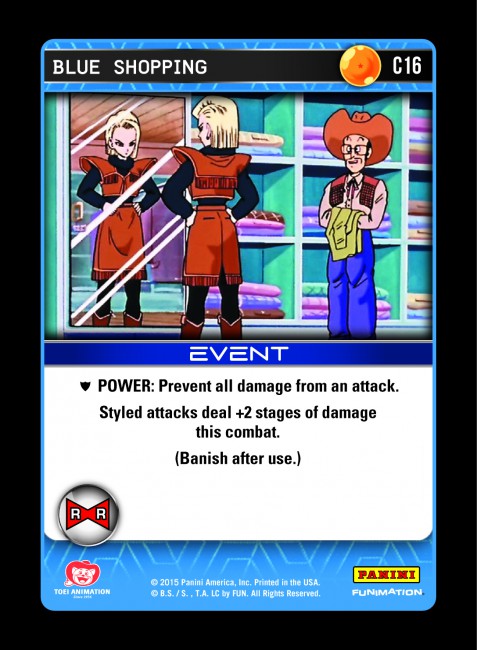 BLUE SHOPPING C16
EVENT
POWER: Prevent all damage from an attack.
Styled attacks deal +2 stages of damage
this combat.
(Banish after use.)
R R
TOEI ANIMATION
© 2015 Panini America, Inc. Printed in the USA.
© B.S./ S. , T.A. LC by FUN. All Rights Reserved.
PANINI
FUNIMATION